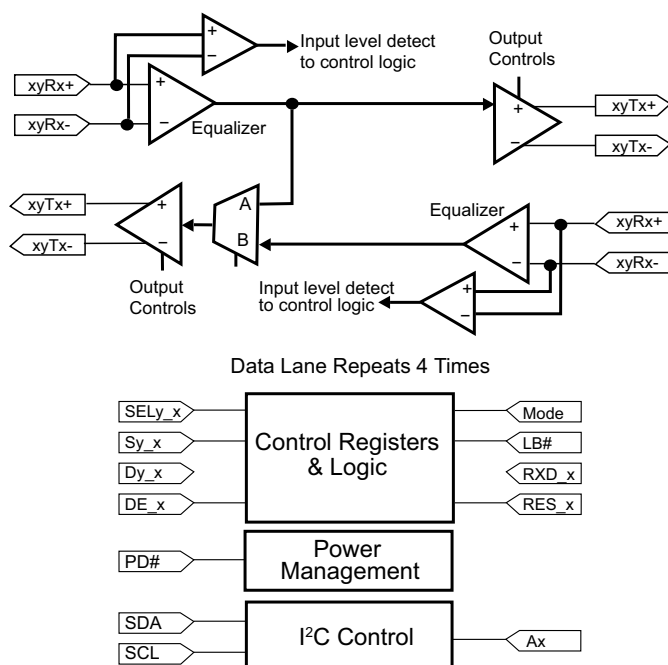 Input level detect
to control logic
Output
Controls
xyRx+
+
xyRx-
−
+
−
Equalizer
+
−
xyTx+
xyTx-
xyTx+
xyTx-
+
−
Output
Controls
A
B
Equalizer
+
−
xyRx+
xyRx-
Input level detect
to control logic
+
−
Data Lane Repeats 4 Times
SELy_x
Sy_x
Dy_x
DE_x
Control Registers
& Logic
Mode
LB#
RXD_x
RES_x
PD#
Power
Management
SDA
SCL
I²C Control
Ax